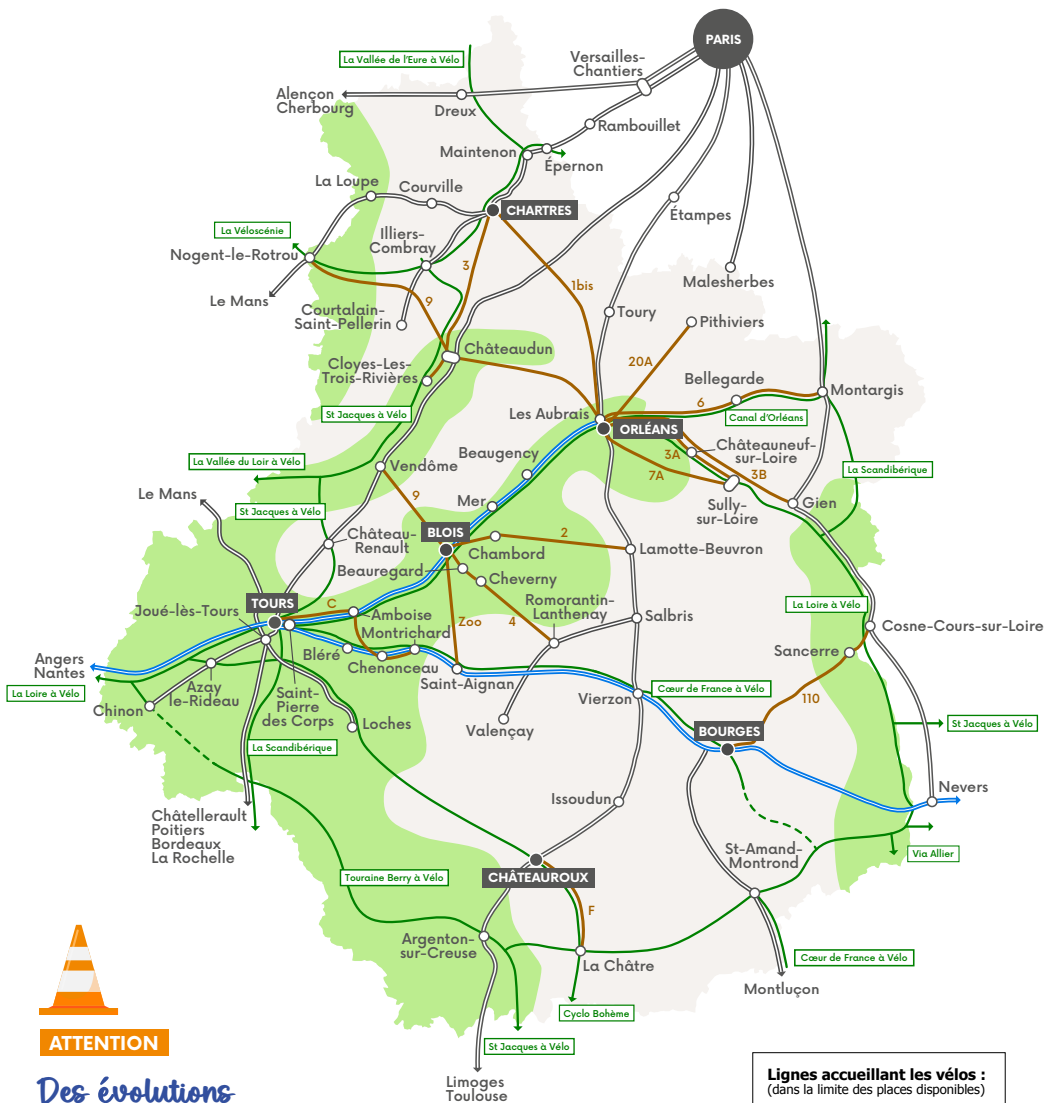 PARIS
La Vallée de l'Eure à Vélo
Versailles-
Chantiers
Alençon
Cherbourg
Dreux
Rambouillet
Maintenon
Épernon
La Loupe
Courville
CHARTRES
Étampes
La Véloscénie
Illiers-
Combray
Nogent-le-Rotrou
3
1bis
Malesherbes
Le Mans
9
Courtalain-
Saint-Pellerin
Toury
Pithiviers
Châteaudun
20A
Cloyes-Les-
Trois-Rivières
Bellegarde
Montargis
6
St Jacques à Vélo
Les Aubrais
Canal d'Orléans
ORLÉANS
Châteauneuf-
sur-Loire
La Vallée du Loir à Vélo
Vendôme
Beaugency
3A
7A
3B
La Scandibérique
Le Mans
St Jacques à Vélo
9
Mer
Sully-
sur-Loire
Gien
Château-
Renault
BLOIS
2
Chambord
Lamotte-Beuvron
Beauregard
Cheverny
TOURS
C
Joué-lès-Tours
Amboise
Romorantin-
Lanthenay
Salbris
La Loire à Vélo
Zoo
4
Cosne-Cours-sur-Loire
Montrichard
Bléré
Chenonceau
Saint-Aignan
Sancerre
Angers
Nantes
La Loire à Vélo
Azay
le-Rideau
Saint-
Pierre
des Corps
Chinon
Loches
Valençay
Vierzon
Cœur de France à Vélo
110
St Jacques à Vélo
BOURGES
La Scandibérique
Nevers
Issoudun
Châtellerault
Poitiers
Bordeaux
La Rochelle
St-Amand-
Montrond
Via Allier
Touraine Berry à Vélo
CHÂTEAUROUX
F
Argenton-
sur-Creuse
La Châtre
Cœur de France à Vélo
Montluçon
Cyclo Bohème
ATTENTION
St Jacques à Vélo
Des évolutions
Limoges
Toulouse
Lignes accueillant les vélos :
(dans la limite des places disponibles)